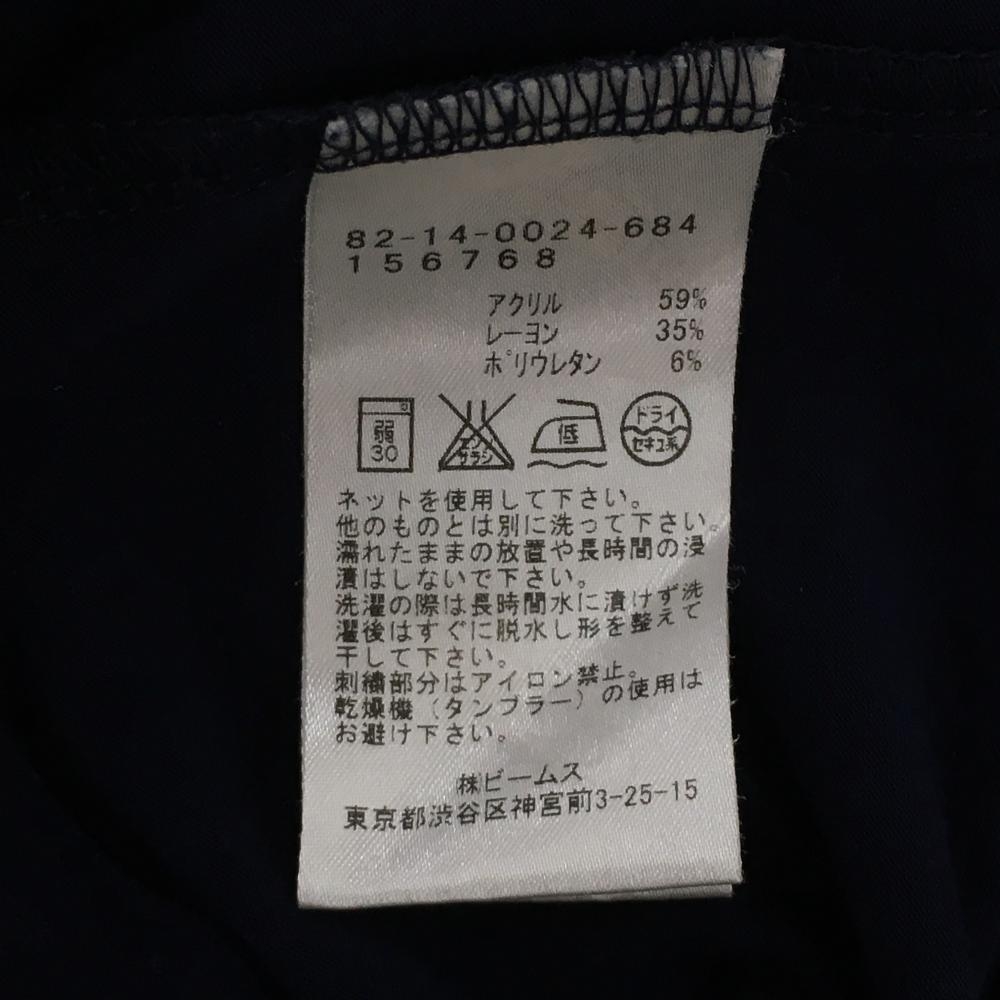 82-14-0024-684
156768
アクリル 59%
レーヨン 35%
ポリウレタン 6%
弱 30 エンソサラシ 低 ドライ セキユ系
ネットを使用して下さい。
他のものとは別に洗って下さい。
濡れたままの放置や長時間の浸
漬はしないで下さい。
洗濯の際は長時間水に漬けず洗
濯後はすぐに脱水し形を整えて
干して下さい。
刺繍部分はアイロン禁止。
乾燥機（タンブラー）の使用は
お避け下さい。
㈱ビームス
東京都渋谷区神宮前3-25-15